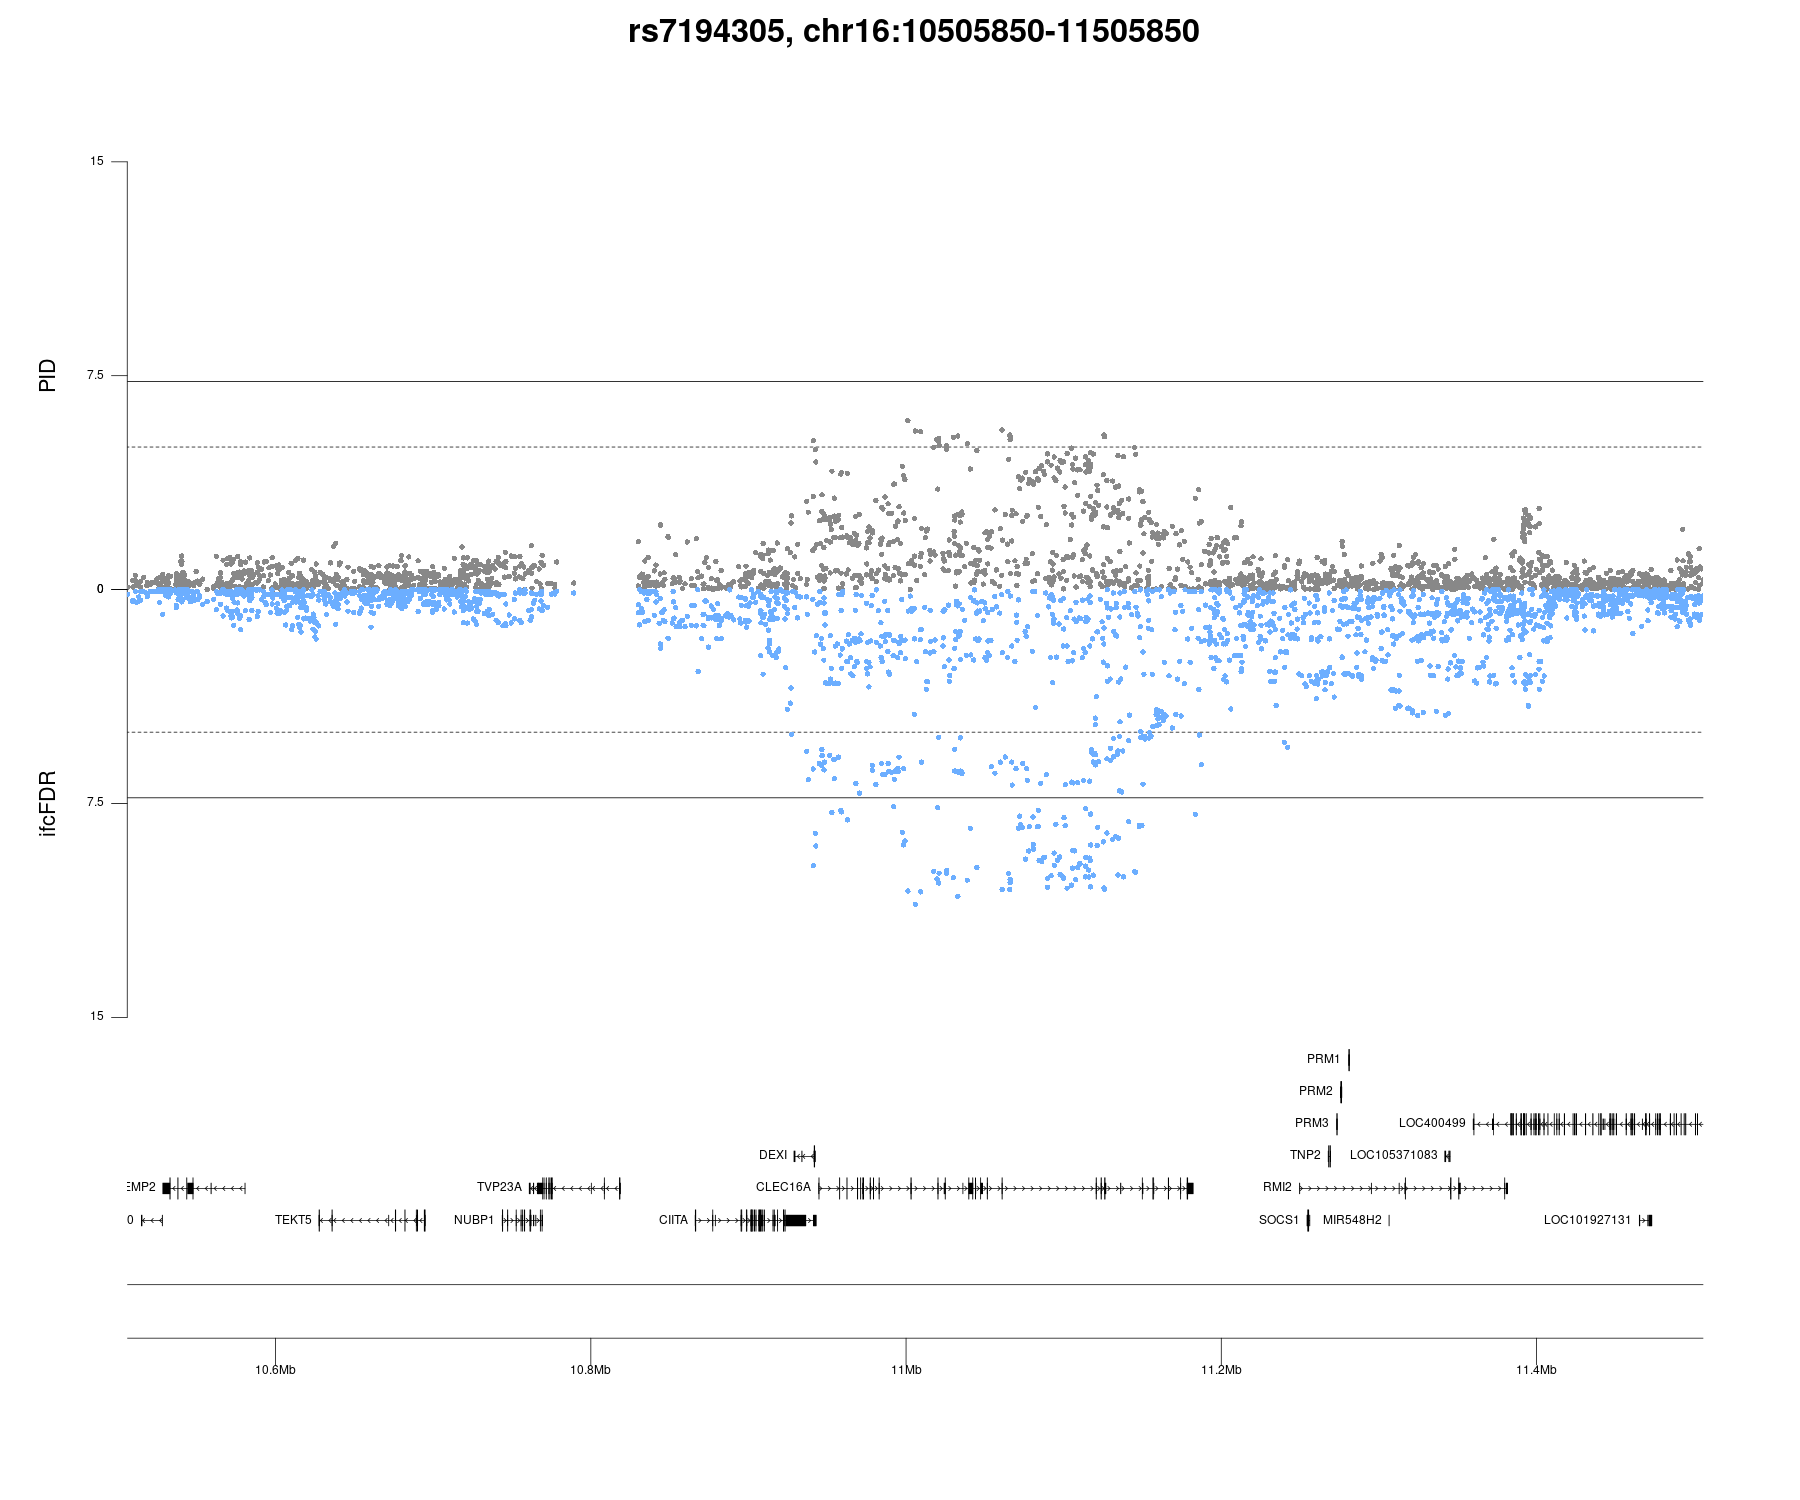 rs7194305, chr16:10505850-11505850
15
PID
7.5
0
ifcFDR
7.5
15
PRM1
PRM2
PRM3
LOC400499
DEXI
TNP2
LOC105371083
EMP2
TVP23A
CLEC16A
RMI2
0
TEKT5
NUBP1
CIITA
SOCS1
MIR548H2
LOC101927131
10.6Mb
10.8Mb
11Mb
11.2Mb
11.4Mb